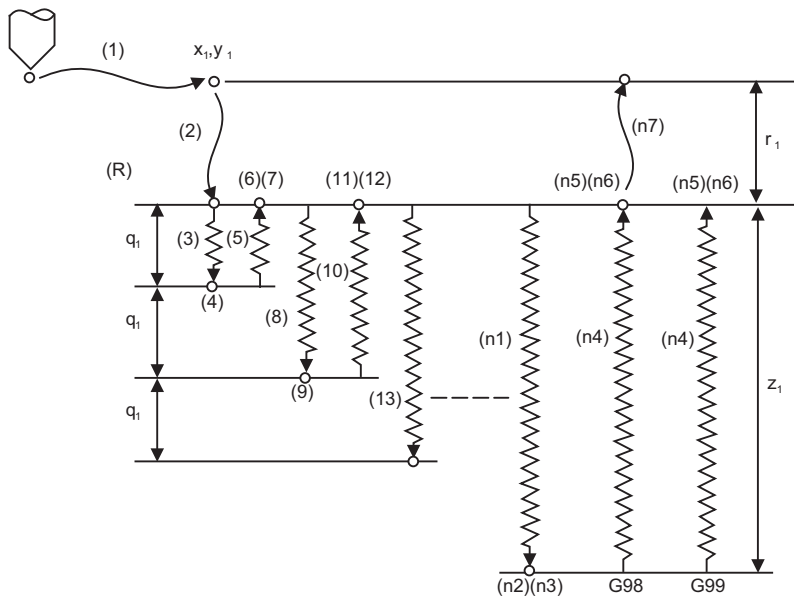 (1)
x1,y1
(2)
(n7)
r1
(R)
(6)(7)
(11)(12)
(n5)(n6)
(n5)(n6)
q1
(3)
(5)
(4)
(10)
q1
(8)
(n1)
(n4)
(n4)
(9)
(13)
z1
q1
(n2)(n3)
G98
G99